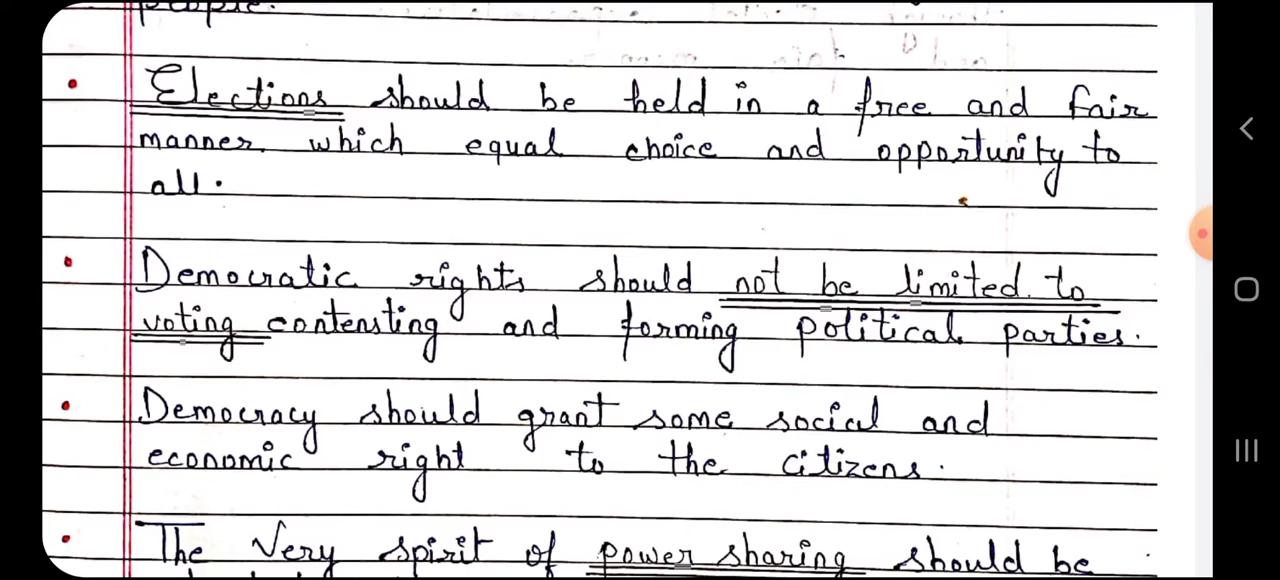 people.
Elections should be held in a free and fair
manner which equal choice and opportunity to
all.
Democratic rights should not be limited to
voting contensting and forming political parties.
Democracy should grant some social and
economic right to the citizens.
The Very spirit of power sharing should be